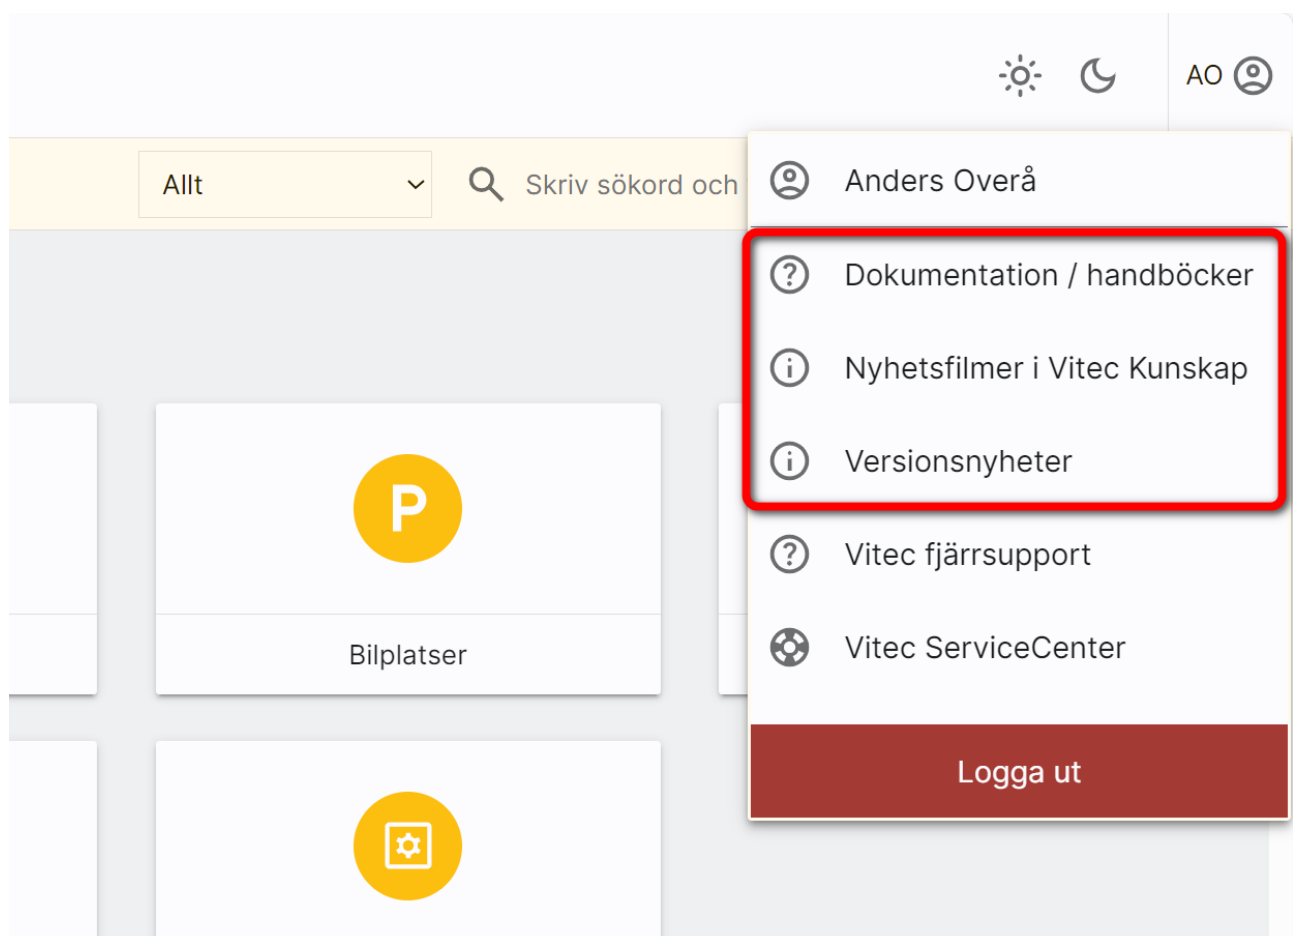 AO
Allt
Skriv sökord och
Anders Overå
Dokumentation / handböcker
Nyhetsfilmer i Vitec Kunskap
Versionsnyheter
Vitec fjärrsupport
Vitec ServiceCenter
Logga ut
P
Bilplatser